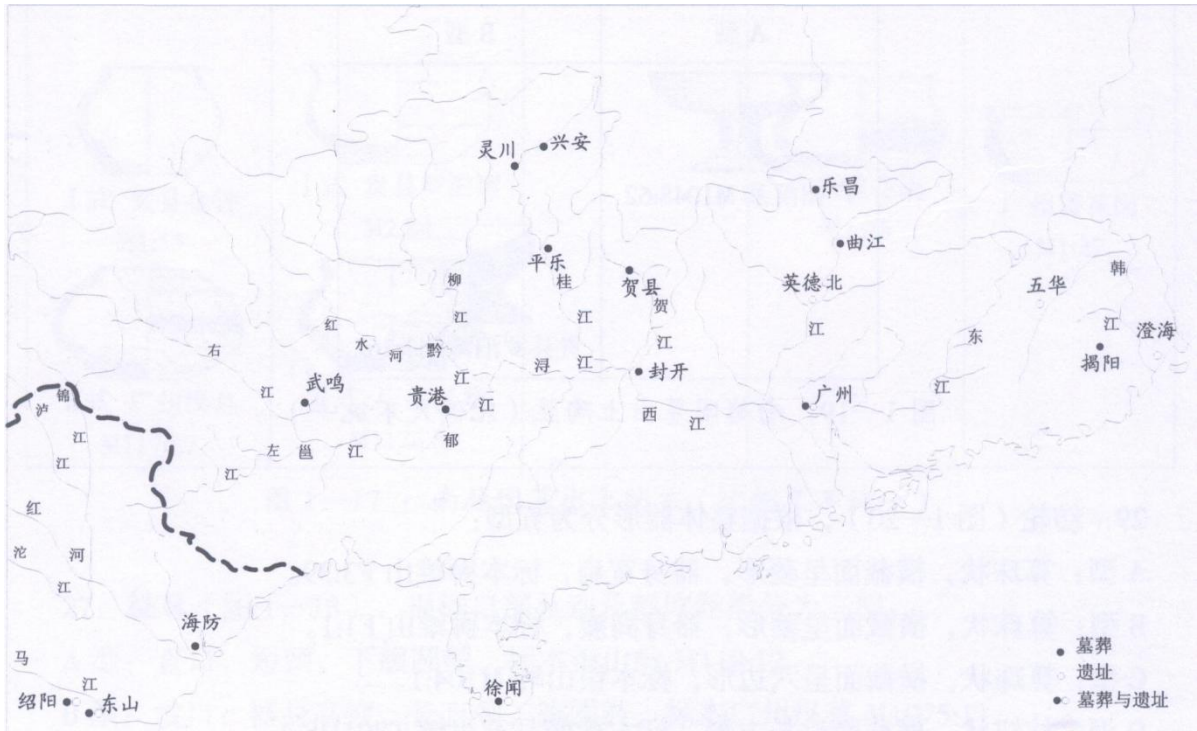 灵川
兴安
乐昌
曲江
平乐
贺县
英德
五华
澄海
揭阳
封开
广州
武鸣
贵港
徐闻
海防
绍阳
东山
柳江
桂江
贺江
北江
东江
韩江
红水河
黔江
浔江
西江
右江
左江
邕江
郁江
锦江
泸江
红河
沱江
马江
墓葬
遗址
墓葬与遗址